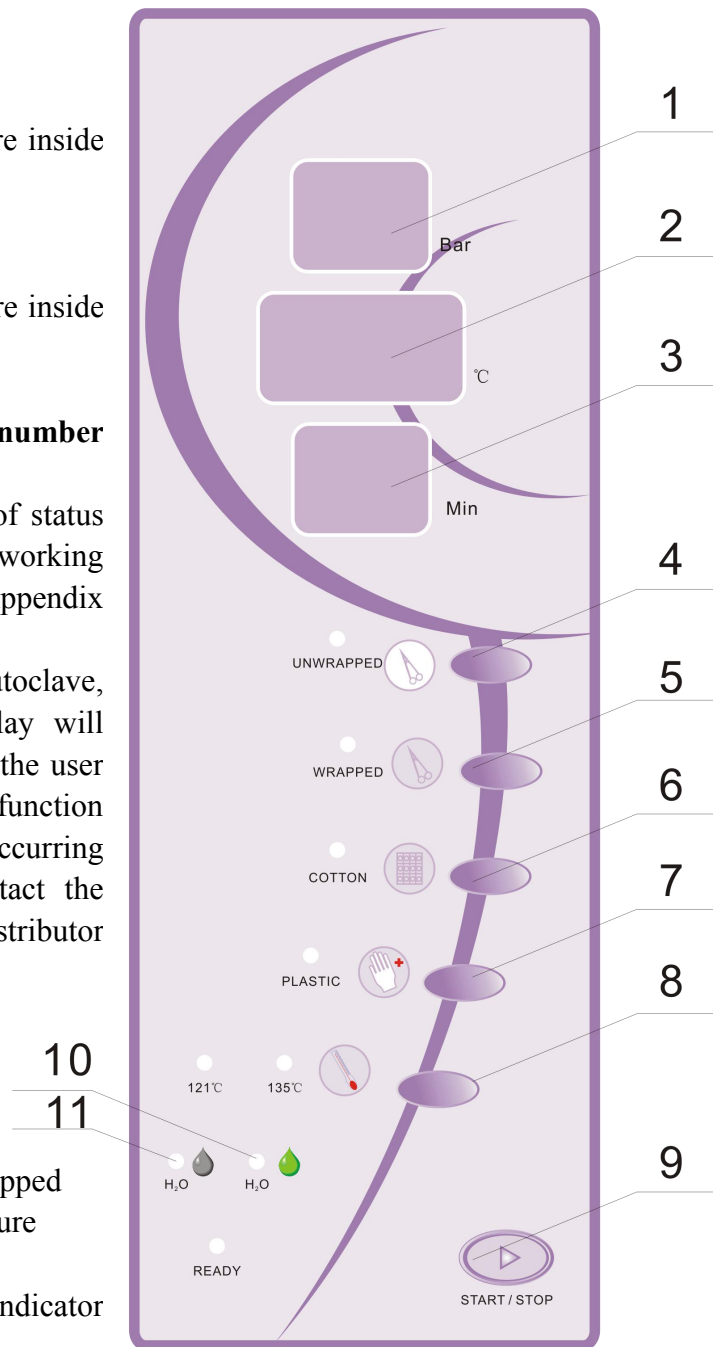 1
re inside
2
Bar
re inside
3
℃
number
Min
of status
working
ppendix
4
UNWRAPPED
utoclave,
lay will
5
the user
WRAPPED
function
6
ccurring
COTTON
tact the
7
stributor
PLASTIC
8
10
121℃ 135℃
11
9
pped
H₂O H₂O
ure
READY
START / STOP
ndicator